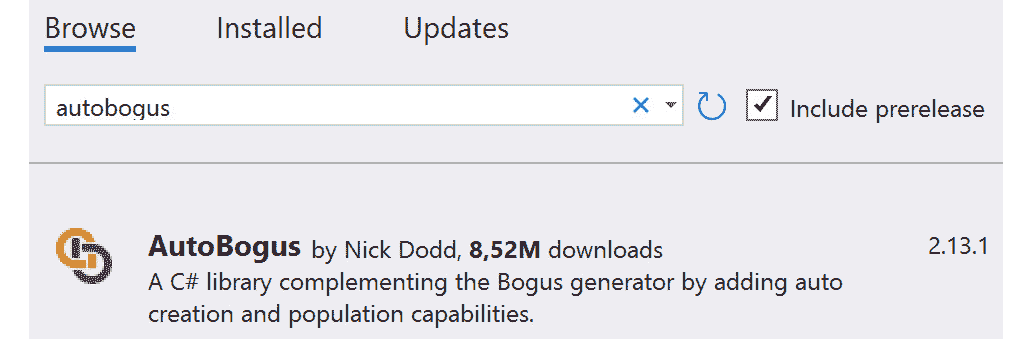 Browse Installed Updates
autobogus Include prerelease
AutoBogus by Nick Dodd, 8,52M downloads 2.13.1
A C# library complementing the Bogus generator by adding auto
creation and population capabilities.